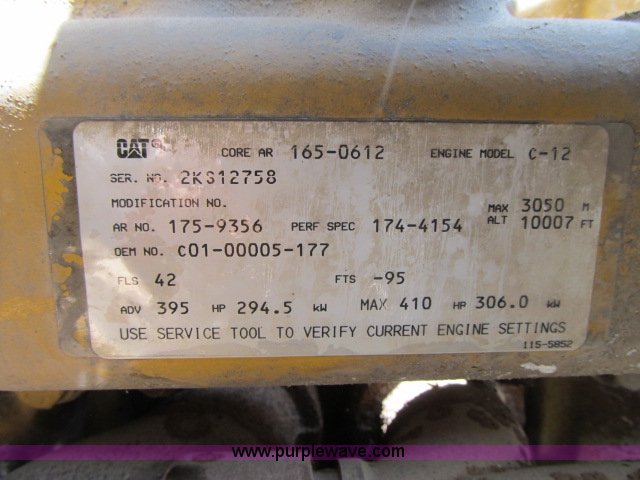 CAT® CORE AR 165-0612 ENGINE MODEL C-12
SER. NO. 2KS12758
MODIFICATION NO. MAX 3050 M
AR NO. 175-9356 PERF SPEC 174-4154 ALT 10007 FT
OEM NO. C01-00005-177
FLS 42 FTS -95
ADV 395 HP 294.5 kW MAX 410 HP 306.0 kW
USE SERVICE TOOL TO VERIFY CURRENT ENGINE SETTINGS
115-5852
www.purplewave.com